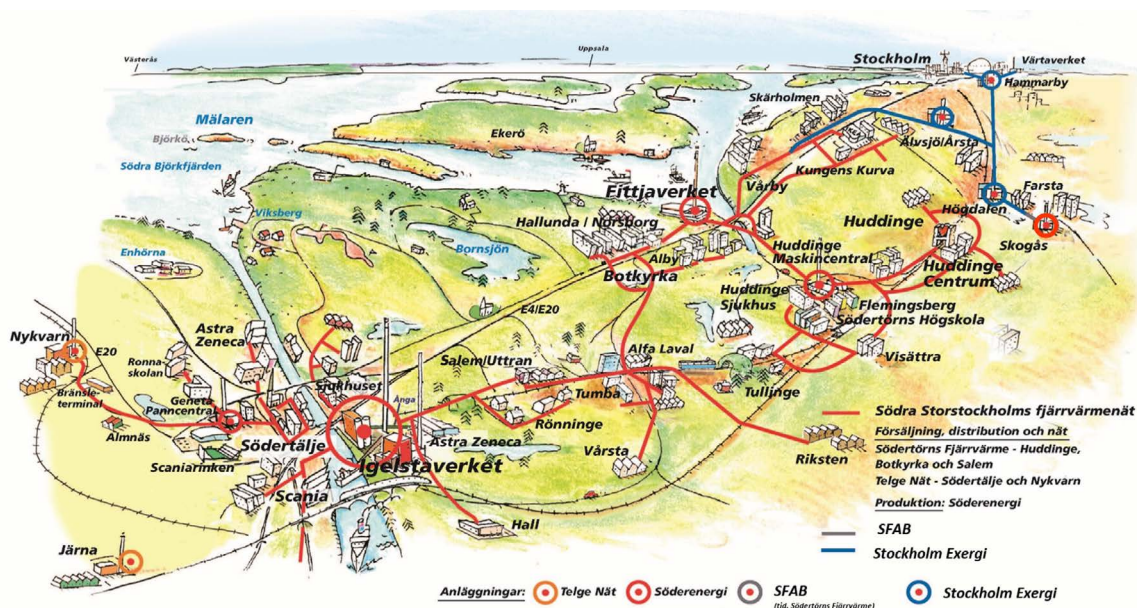 Uppsala
Västerås
Stockholm
Värtaverket
Hammarby
Skärholmen
Mälaren
Björkö
Ekerö
Älvsjö/Årsta
Södra Björkfjärden
Kungens Kurva
Vårby
Farsta
Fittjaverket
Högdalen
Viksberg
Hallunda / Norsborg
Huddinge
Skogås
Enhörna
Bornsjön
Alby
Huddinge
Maskincentral
Huddinge
Centrum
Botkyrka
Huddinge
Sjukhus
Flemingsberg
Södertörns Högskola
E4/E20
Nykvarn
E20
Astra
Zeneca
Salem/Uttran
Alfa Laval
Visättra
Ronna-
skolan
Sjukhuset
Tullinge
Bränsle-
terminal
Geneta
Panncentral
Ånga
Tumba
Almnäs
Rönninge
Södertälje
Astra Zeneca
Scaniarinken
Igelstaverket
Vårsta
Riksten
Scania
Hall
Järna
Södra Storstockholms fjärrvärmenät
Försäljning, distribution och nät
Södertörns Fjärrvärme - Huddinge,
Botkyrka och Salem
Telge Nät - Södertälje och Nykvarn
Produktion: Söderenergi
SFAB
Stockholm Exergi
Anläggningar: Telge Nät Söderenergi SFAB Stockholm Exergi
(tid. Södertörns Fjärrvärme)